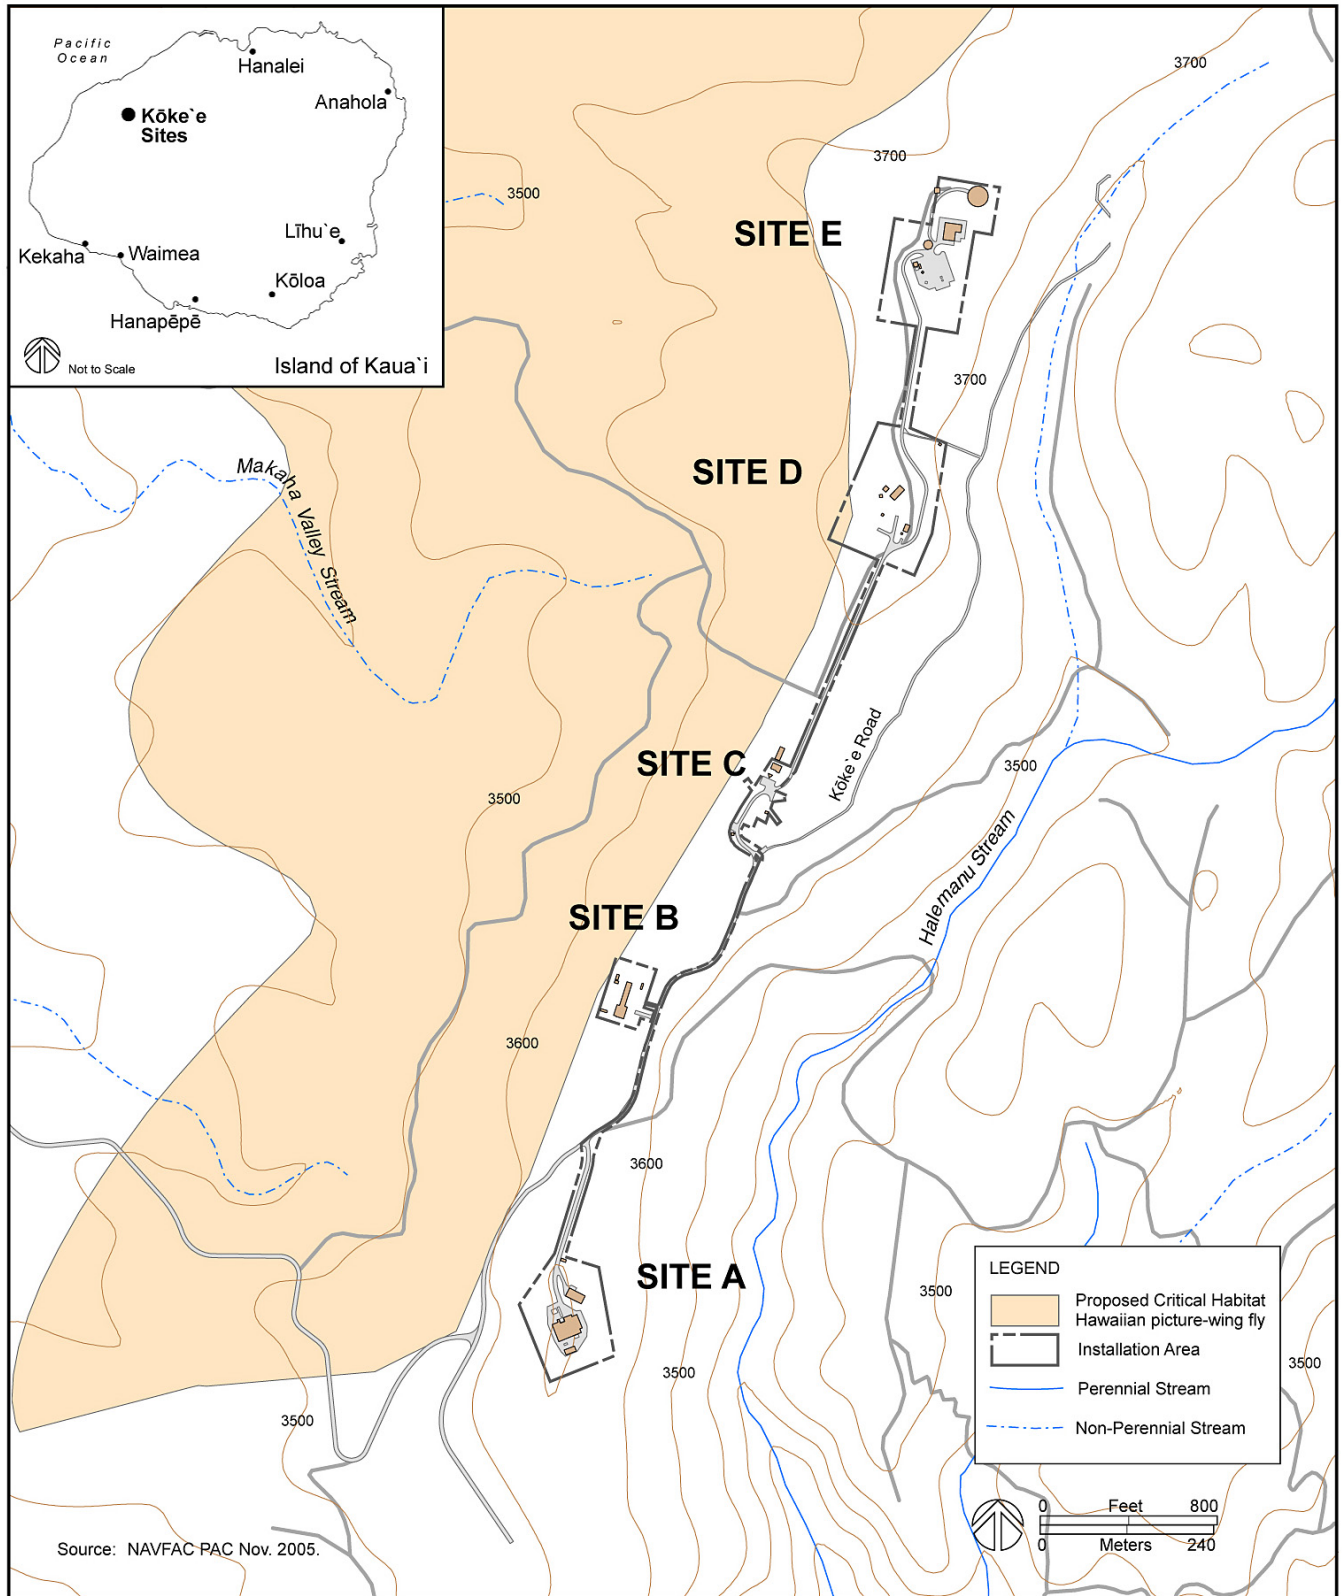 Pacific
Ocean
Hanalei
Anahola
Kōke`e
Sites
Līhu`e
Kekaha
Waimea
Kōloa
Hanapēpē
Not to Scale
Island of Kaua`i
3700
3700
3500
SITE E
3700
SITE D
Makaha Valley Stream
SITE C
Kōke`e Road
3500
3500
Halemanu Stream
SITE B
3600
3600
SITE A
3500
3500
3500
3500
LEGEND
Proposed Critical Habitat
Hawaiian picture-wing fly
Installation Area
Perennial Stream
Non-Perennial Stream
0 Feet 800
0 Meters 240
Source: NAVFAC PAC Nov. 2005.